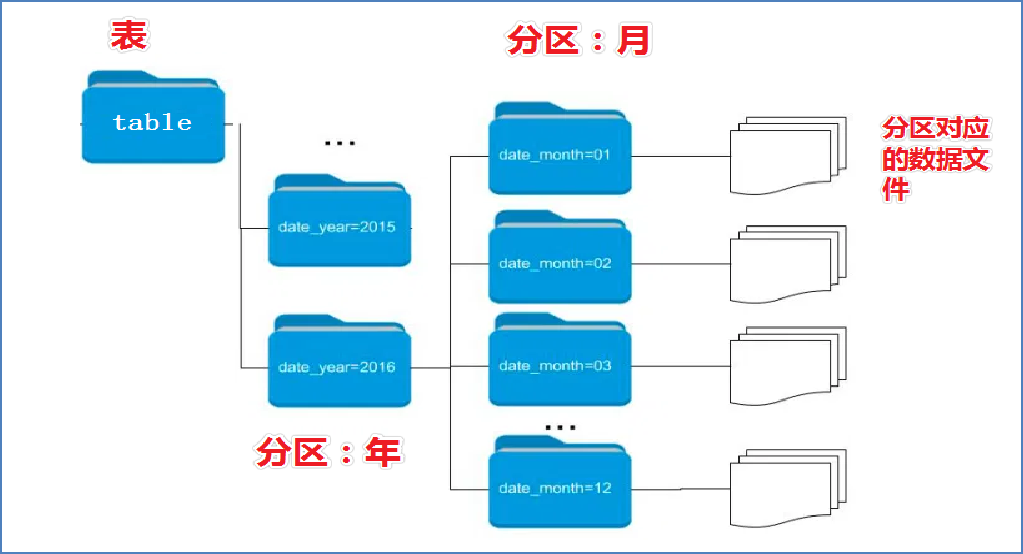 表
分区：月
table
...
date_month=01
分区对应
的数据文
件
date_year=2015
date_month=02
date_year=2016
date_month=03
...
分区：年
date_month=12